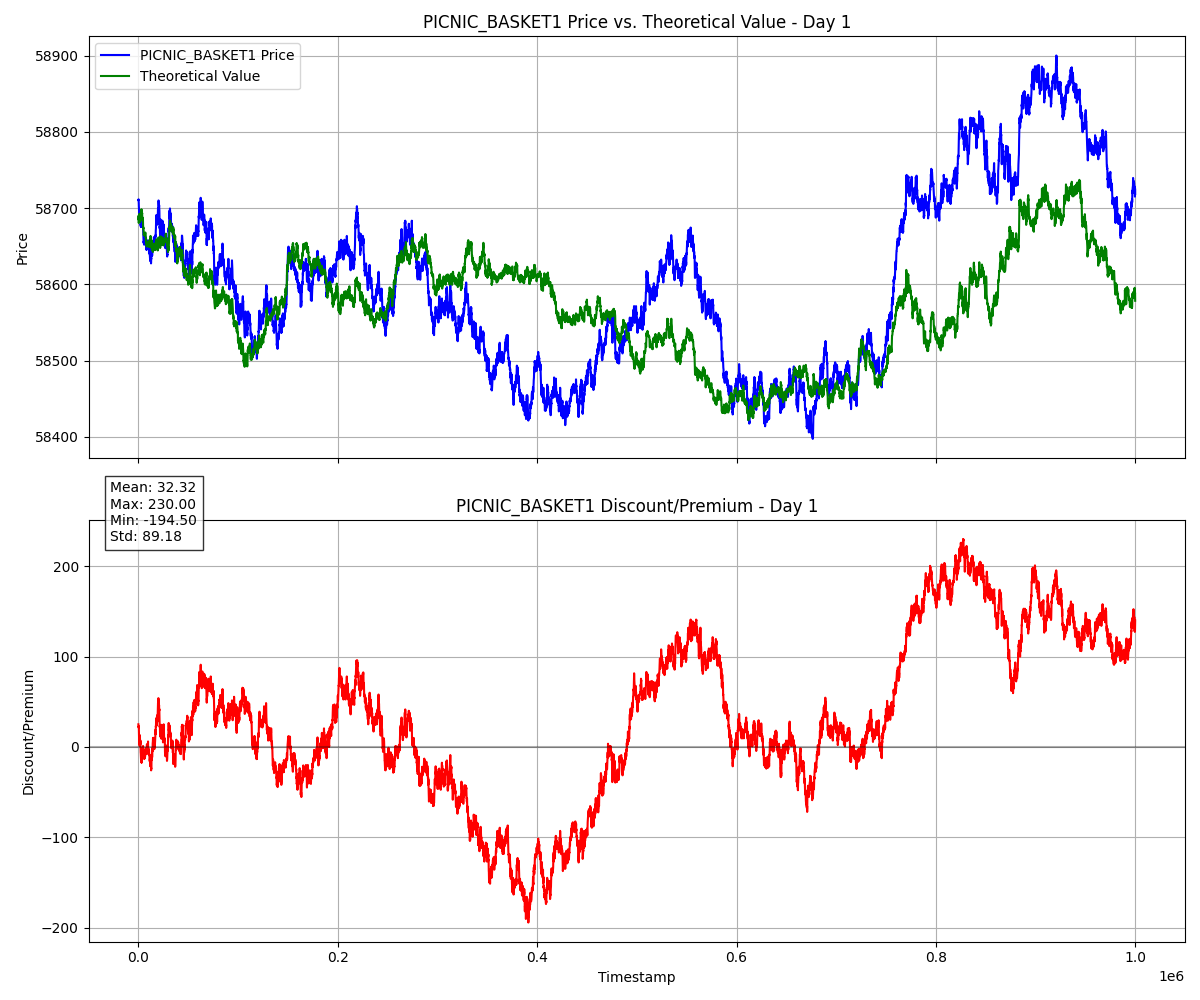 PICNIC_BASKET1 Price vs. Theoretical Value - Day 1
PICNIC_BASKET1 Price
Theoretical Value
58900
58800
58700
58600
58500
58400
Price
Mean: 32.32
Max: 230.00
Min: -194.50
Std: 89.18
PICNIC_BASKET1 Discount/Premium - Day 1
200
100
0
−100
−200
Discount/Premium
0.0
0.2
0.4
0.6
0.8
1.0
Timestamp
1e6